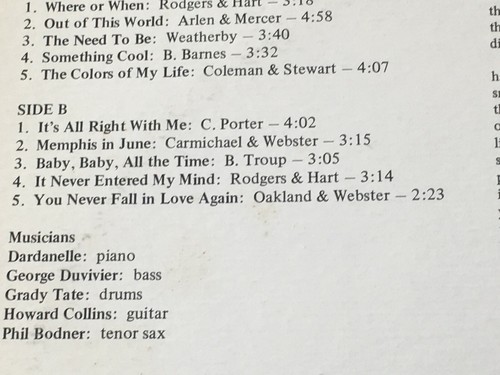 1. Where or When: Rodgers & Hart – 3:18
2. Out of This World: Arlen & Mercer – 4:58
3. The Need To Be: Weatherby – 3:40
4. Something Cool: B. Barnes – 3:32
5. The Colors of My Life: Coleman & Stewart – 4:07
SIDE B
1. It's All Right With Me: C. Porter – 4:02
2. Memphis in June: Carmichael & Webster – 3:15
3. Baby, Baby, All the Time: B. Troup – 3:05
4. It Never Entered My Mind: Rodgers & Hart – 3:14
5. You Never Fall in Love Again: Oakland & Webster – 2:23
Musicians
Dardanelle: piano
George Duvivier: bass
Grady Tate: drums
Howard Collins: guitar
Phil Bodner: tenor sax